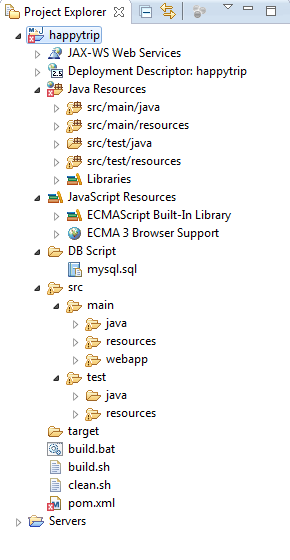 Project Explorer
happytrip
JAX-WS Web Services
Deployment Descriptor: happytrip
Java Resources
src/main/java
src/main/resources
src/test/java
src/test/resources
Libraries
JavaScript Resources
ECMAScript Built-In Library
ECMA 3 Browser Support
DB Script
mysql.sql
src
main
java
resources
webapp
test
java
resources
target
build.bat
build.sh
clean.sh
pom.xml
Servers